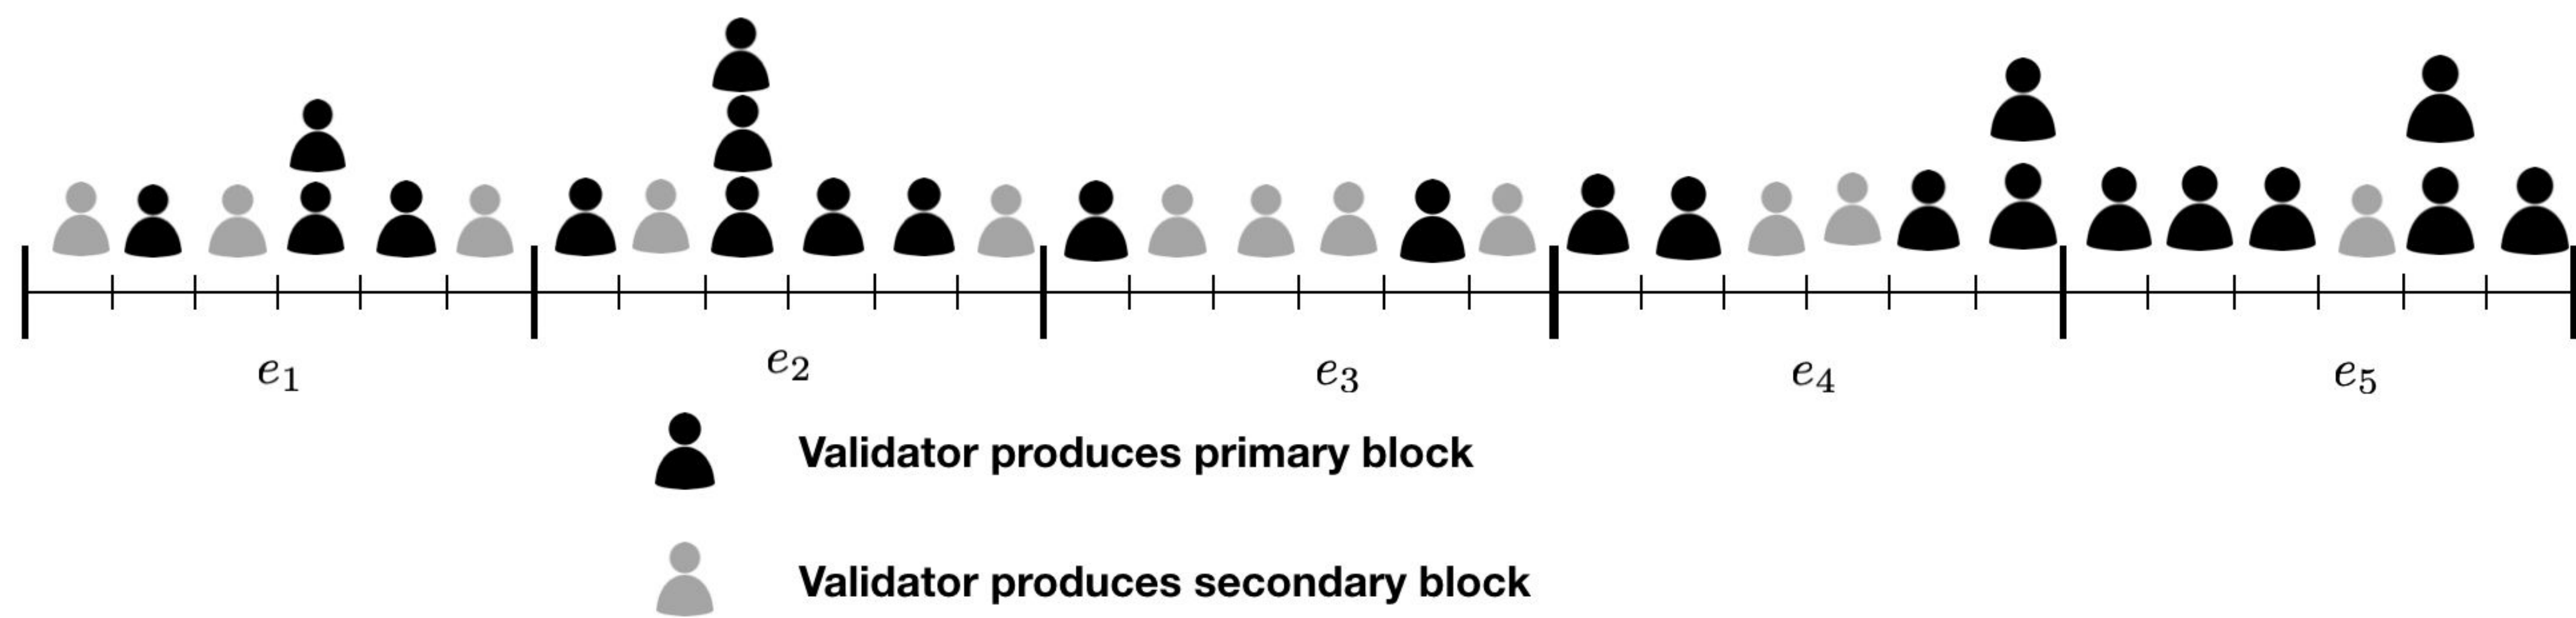 e₁ e₂ e₃ e₄ e₅
Validator produces primary block
Validator produces secondary block